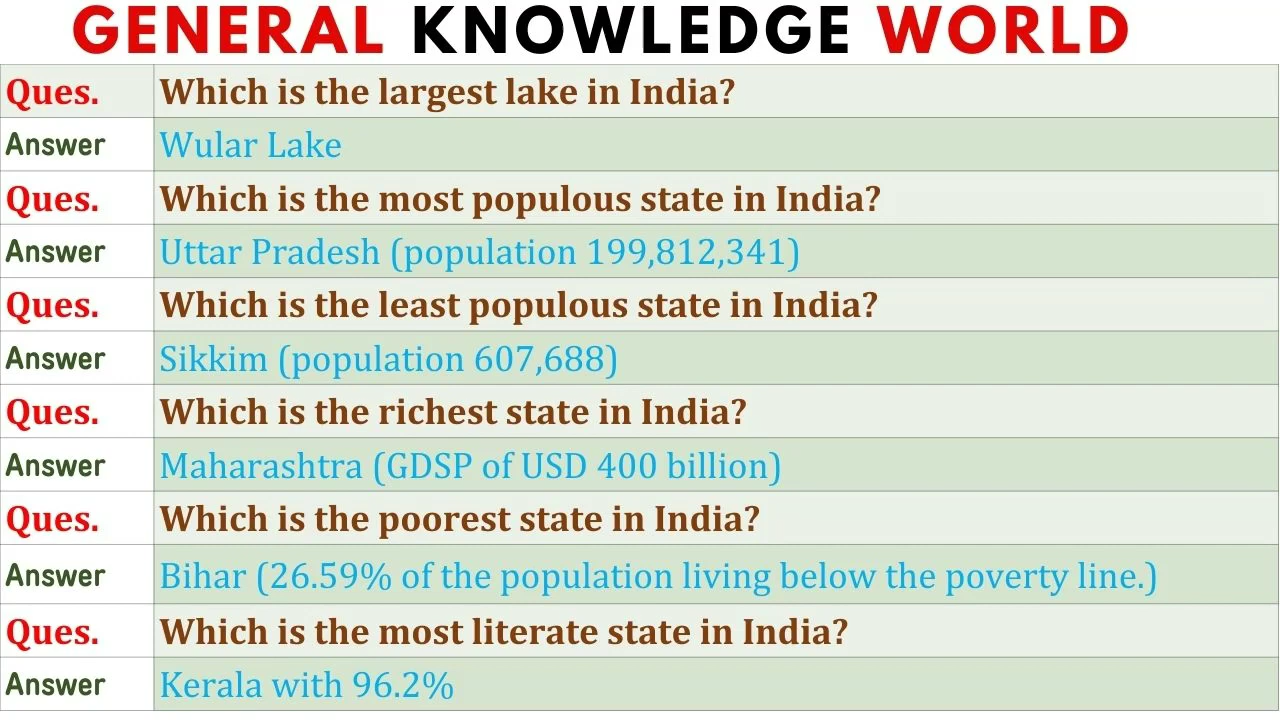 GENERAL KNOWLEDGE WORLD
Ques. Which is the largest lake in India?
Answer Wular Lake
Ques. Which is the most populous state in India?
Answer Uttar Pradesh (population 199,812,341)
Ques. Which is the least populous state in India?
Answer Sikkim (population 607,688)
Ques. Which is the richest state in India?
Answer Maharashtra (GDSP of USD 400 billion)
Ques. Which is the poorest state in India?
Answer Bihar (26.59% of the population living below the poverty line.)
Ques. Which is the most literate state in India?
Answer Kerala with 96.2%